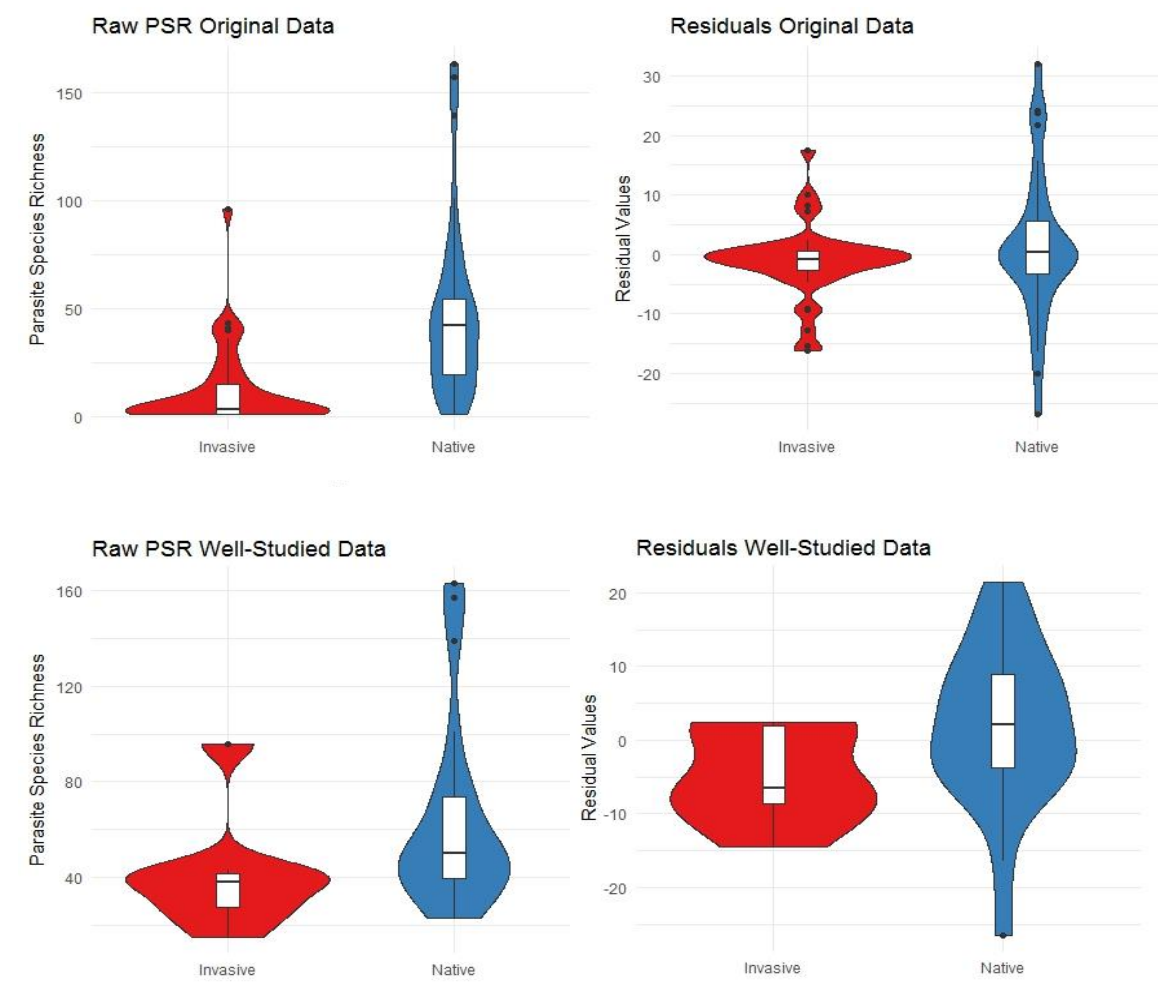 Raw PSR Original Data
Parasite Species Richness
150
100
50
0
Invasive
Native
Residuals Original Data
Residual Values
30
20
10
0
-10
-20
Invasive
Native
Raw PSR Well-Studied Data
Parasite Species Richness
160
120
80
40
Invasive
Native
Residuals Well-Studied Data
Residual Values
20
10
0
-10
-20
Invasive
Native